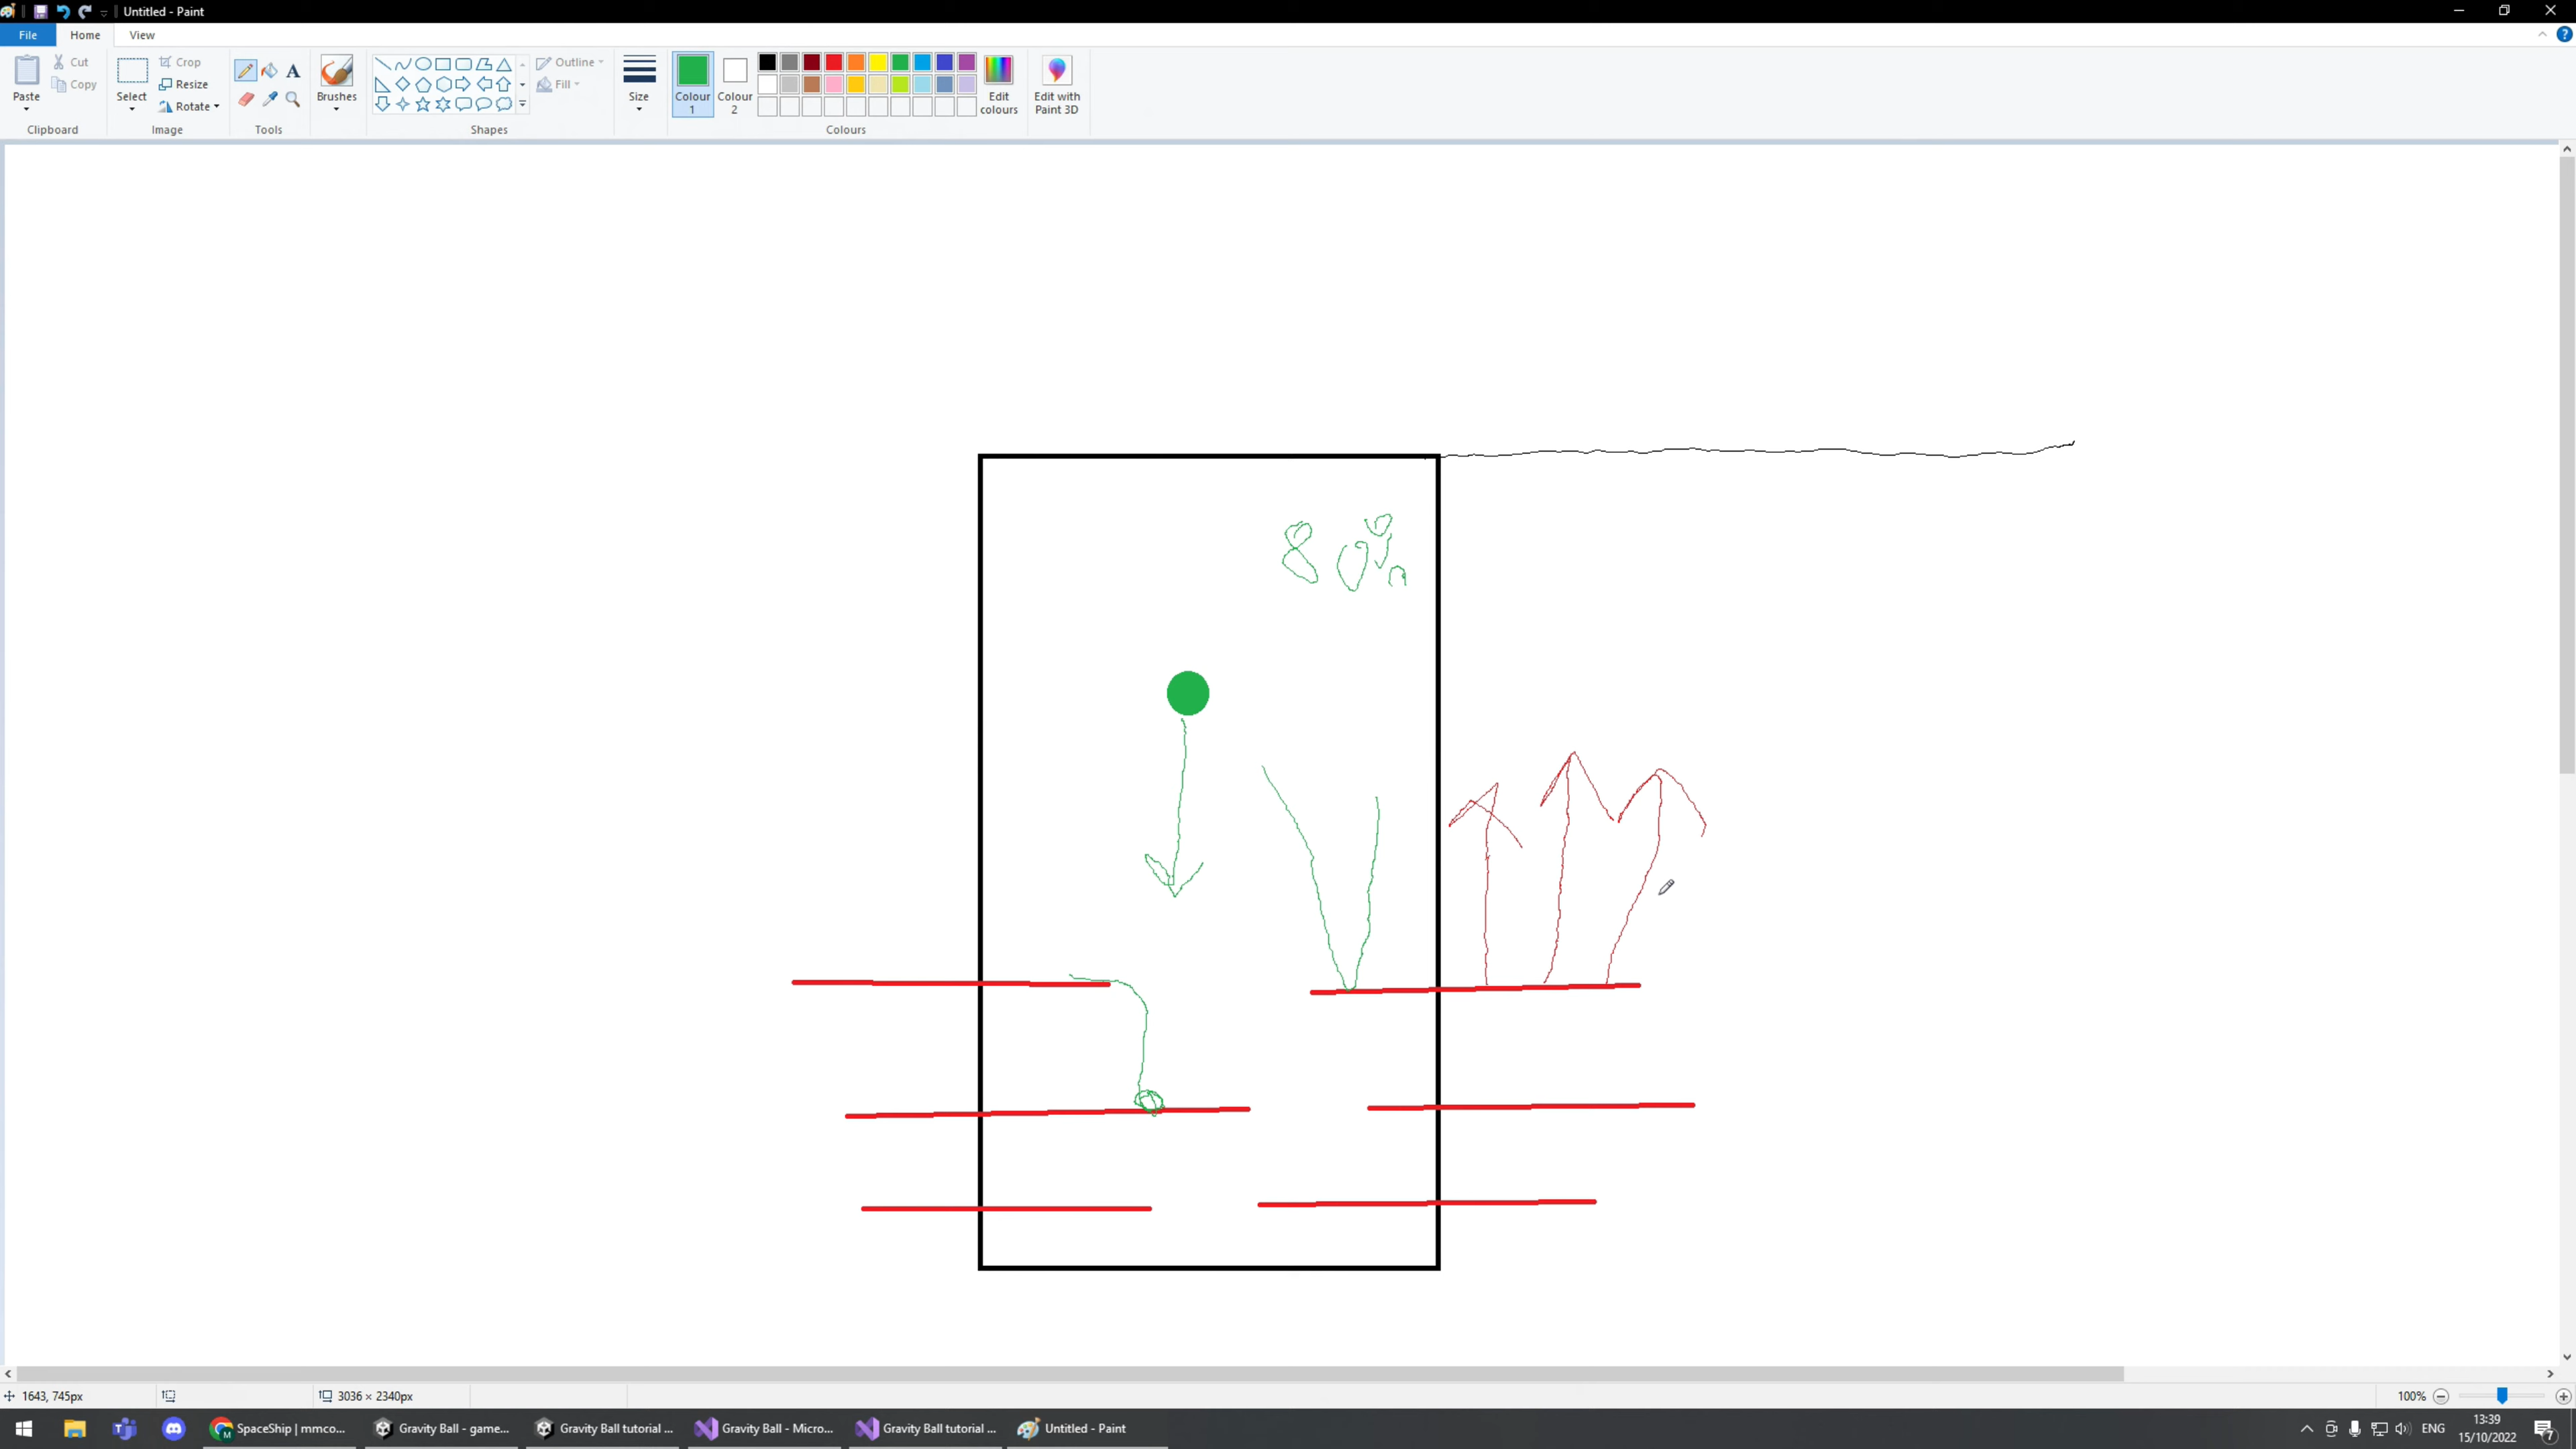 Untitled - Paint
File Home View
Paste Cut Copy Clipboard
Select Crop Resize Rotate Image
Tools
Brushes
Outline Fill Shapes
Size
Colour 1 Colour 2 Edit colours Colours
Edit with Paint 3D
80%
1643, 745px 3036 × 2340px 100%
SpaceShip | mmco... Gravity Ball - game... Gravity Ball tutorial ... Gravity Ball - Micro... Gravity Ball tutorial ... Untitled - Paint ENG 13:39
15/10/2022 7